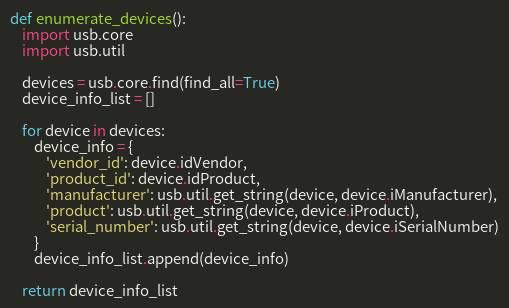 def enumerate_devices():
    import usb.core
    import usb.util

    devices = usb.core.find(find_all=True)
    device_info_list = []

    for device in devices:
        device_info = {
            'vendor_id': device.idVendor,
            'product_id': device.idProduct,
            'manufacturer': usb.util.get_string(device, device.iManufacturer),
            'product': usb.util.get_string(device, device.iProduct),
            'serial_number': usb.util.get_string(device, device.iSerialNumber)
        }
        device_info_list.append(device_info)

    return device_info_list